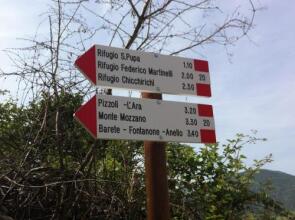 Rifugio S.Pupa 1.10
Rifugio Federico Martinelli 2.00 20
Rifugio Chicchirichi 2.30
Pizzoli -L'Ara 3.20
Monte Mozzano 3.30 20
Barete - Fontanone -Anello 3.40